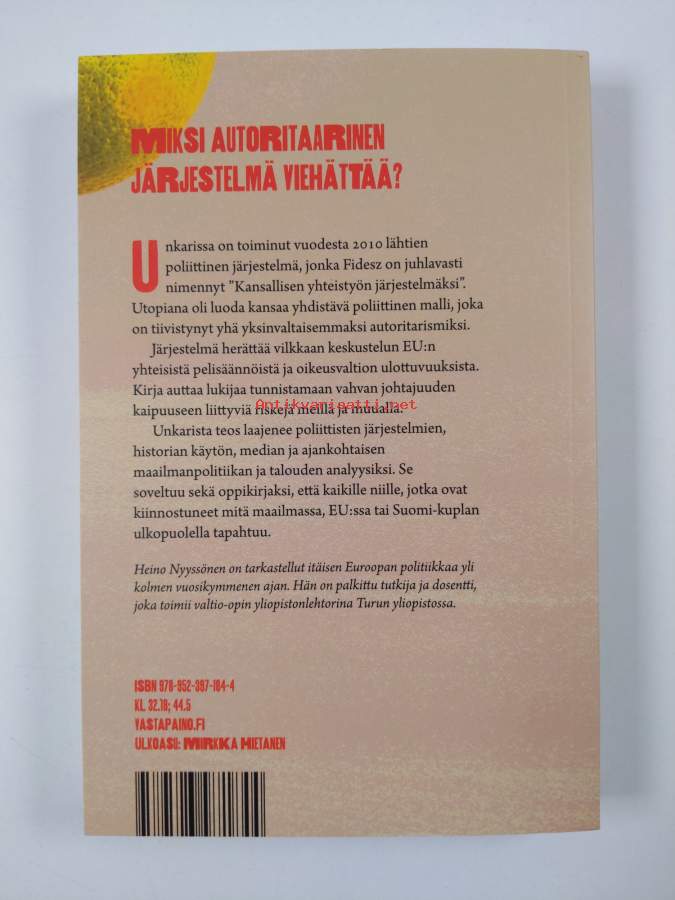 MIKSI AUTORITAARINEN
JÄRJESTELMÄ VIEHÄTTÄÄ?
Unkarissa on toiminut vuodesta 2010 lähtien
poliittinen järjestelmä, jonka Fidesz on juhlavasti
nimennyt ”Kansallisen yhteistyön järjestelmäksi”.
Utopiana oli luoda kansaa yhdistävä poliittinen malli, joka
on tiivistynyt yhä yksinvaltaisemmaksi autoritarismiksi.
Järjestelmä herättää vilkkaan keskustelun EU:n
yhteisistä pelisäännöistä ja oikeusvaltion ulottuvuuksista.
Kirja auttaa lukijaa tunnistamaan vahvan johtajuuden
kaipuuseen liittyviä riskejä meillä ja muualla.
Antikvariaatti.net
Unkarista teos laajenee poliittisten järjestelmien,
historian käytön, median ja ajankohtaisen
maailmanpolitiikan ja talouden analyysiksi. Se
soveltuu sekä oppikirjaksi, että kaikille niille, jotka ovat
kiinnostuneet mitä maailmassa, EU:ssa tai Suomi-kuplan
ulkopuolella tapahtuu.
Heino Nyyssönen on tarkastellut itäisen Euroopan politiikkaa yli
kolmen vuosikymmenen ajan. Hän on palkittu tutkija ja dosentti,
joka toimii valtio-opin yliopistonlehtorina Turun yliopistossa.
ISBN 978-952-397-104-4
KL 32.18; 44.5
VASTAPAINO.FI
ULKOASU: MIRKKA HIETANEN